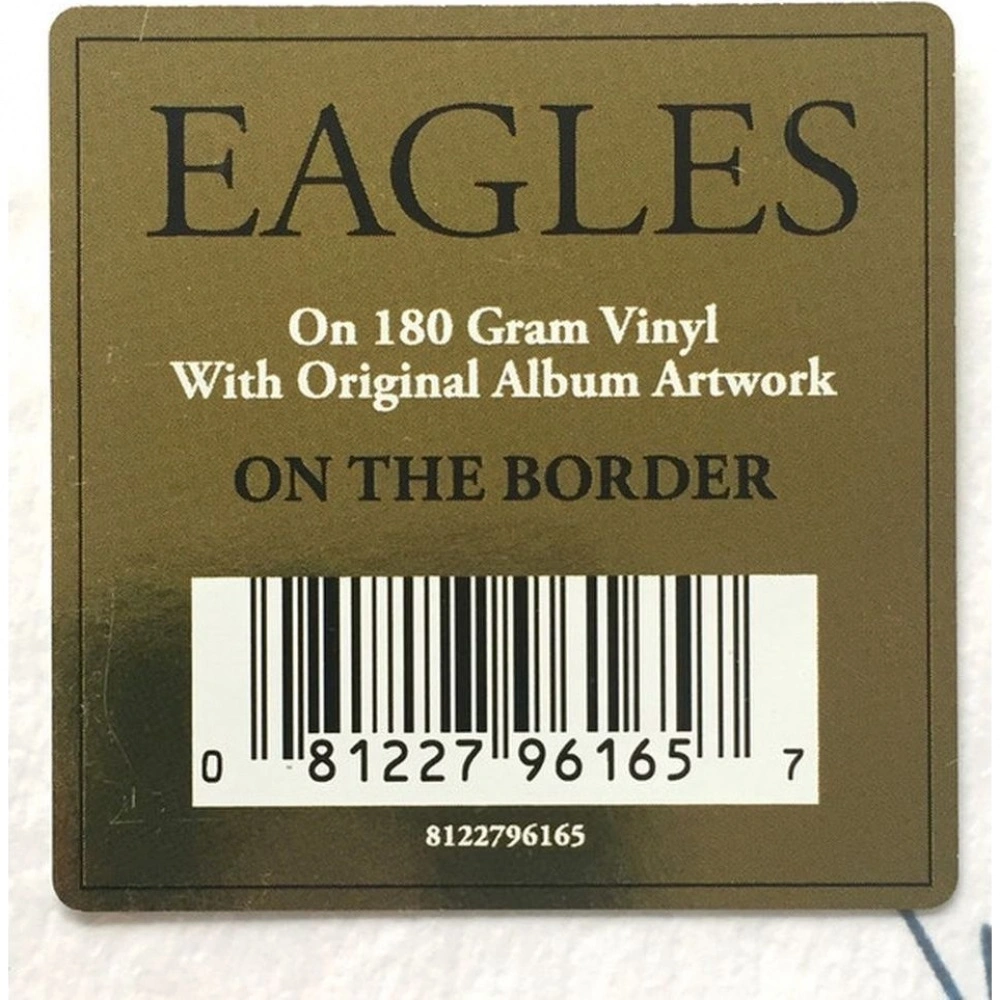 EAGLES
On 180 Gram Vinyl
With Original Album Artwork
ON THE BORDER
0 81227 96165 7
8122796165